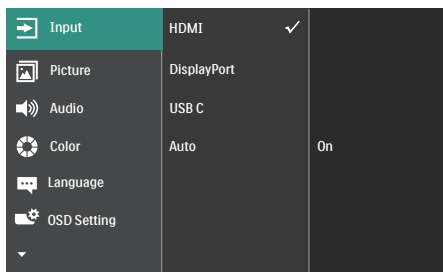 Input
HDMI
Picture
DisplayPort
Audio
USB C
Color
Auto
On
Language
OSD Setting